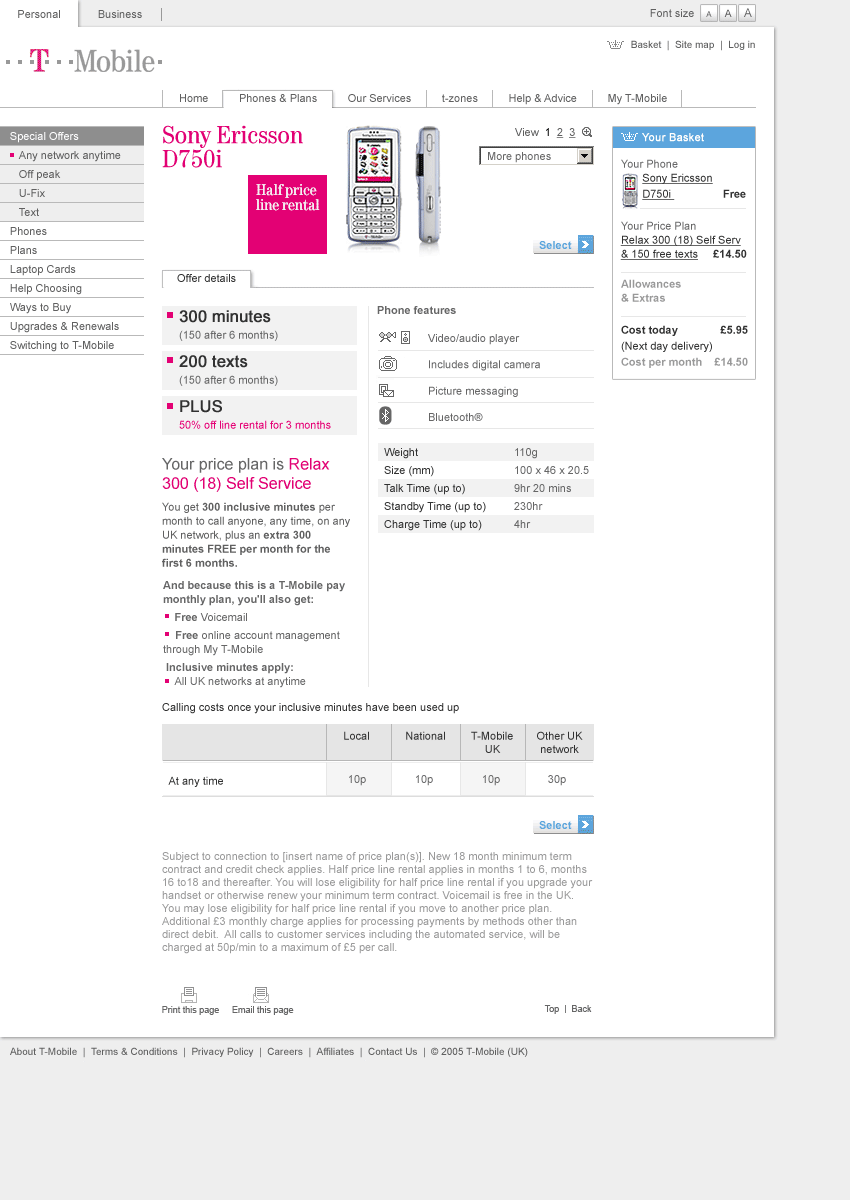 Personal
Business
Font size A A A
Basket | Site map | Log in
T Mobile
Home
Phones & Plans
Our Services
t-zones
Help & Advice
My T-Mobile
Special Offers
Any network anytime
Off peak
U-Fix
Text
Phones
Plans
Laptop Cards
Help Choosing
Ways to Buy
Upgrades & Renewals
Switching to T-Mobile
Sony Ericsson
D750i
Half price
line rental
View 1 2 3
More phones
Select
Offer details
300 minutes
(150 after 6 months)
200 texts
(150 after 6 months)
PLUS
50% off line rental for 3 months
Your price plan is Relax
300 (18) Self Service
You get 300 inclusive minutes per
month to call anyone, any time, on any
UK network, plus an extra 300
minutes FREE per month for the
first 6 months.
And because this is a T-Mobile pay
monthly plan, you'll also get:
Free Voicemail
Free online account management
through My T-Mobile
Inclusive minutes apply:
All UK networks at anytime
Phone features
Video/audio player
Includes digital camera
Picture messaging
Bluetooth®
Weight 110g
Size (mm) 100 x 46 x 20.5
Talk Time (up to) 9hr 20 mins
Standby Time (up to) 230hr
Charge Time (up to) 4hr
Your Basket
Your Phone
Sony Ericsson
D750i Free
Your Price Plan
Relax 300 (18) Self Serv
& 150 free texts £14.50
Allowances
& Extras
Cost today £5.95
(Next day delivery)
Cost per month £14.50
Calling costs once your inclusive minutes have been used up
Local National T-Mobile Other UK
UK network
At any time 10p 10p 10p 30p
Select
Subject to connection to [insert name of price plan(s)]. New 18 month minimum term
contract and credit check applies. Half price line rental applies in months 1 to 6, months
16 to18 and thereafter. You will lose eligibility for half price line rental if you upgrade your
handset or otherwise renew your minimum term contract. Voicemail is free in the UK.
You may lose eligibility for half price line rental if you move to another price plan.
Additional £3 monthly charge applies for processing payments by methods other than
direct debit. All calls to customer services including the automated service, will be
charged at 50p/min to a maximum of £5 per call.
Print this page
Email this page
Top | Back
About T-Mobile | Terms & Conditions | Privacy Policy | Careers | Affiliates | Contact Us | © 2005 T-Mobile (UK)